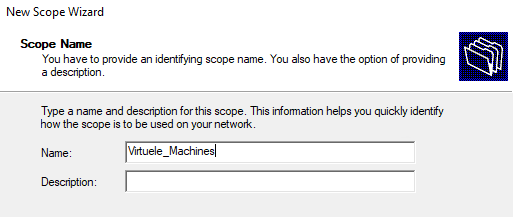 New Scope Wizard
Scope Name
You have to provide an identifying scope name. You also have the option of providing
a description.
Type a name and description for this scope. This information helps you quickly identify
how the scope is to be used on your network.
Name: Virtuele_Machines
Description: